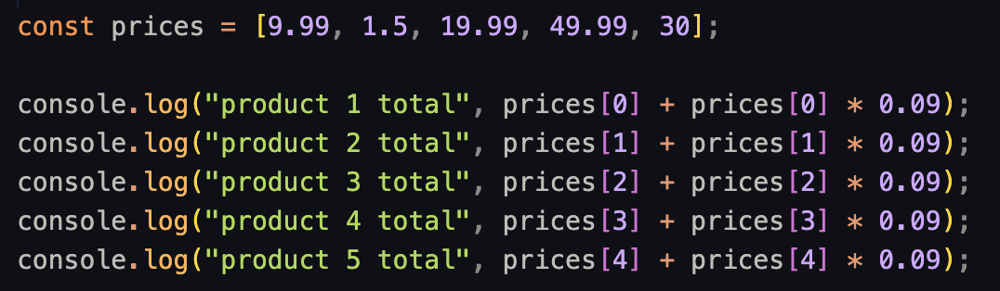 const prices = [9.99, 1.5, 19.99, 49.99, 30];
console.log("product 1 total", prices[0] + prices[0] * 0.09);
console.log("product 2 total", prices[1] + prices[1] * 0.09);
console.log("product 3 total", prices[2] + prices[2] * 0.09);
console.log("product 4 total", prices[3] + prices[3] * 0.09);
console.log("product 5 total", prices[4] + prices[4] * 0.09);